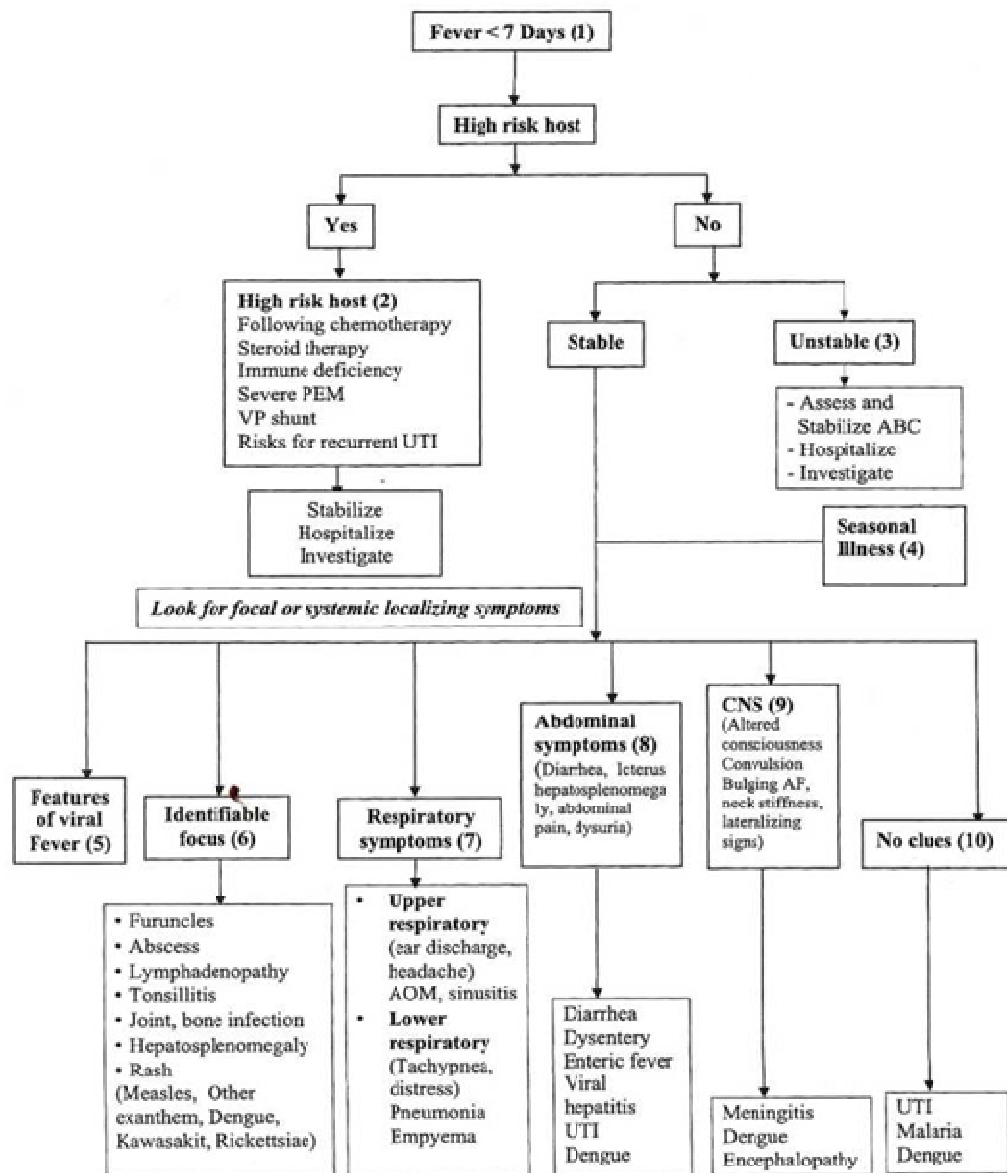 Fever < 7 Days (1)
High risk host
Yes
No
High risk host (2)
Following chemotherapy
Steroid therapy
Immune deficiency
Severe PEM
VP shunt
Risks for recurrent UTI
Stabilize
Hospitalize
Investigate
Stable
Unstable (3)
- Assess and
Stabilize ABC
- Hospitalize
- Investigate
Seasonal
Illness (4)
Look for focal or systemic localizing symptoms
Features
of viral
Fever (5)
Identifiable
focus (6)
• Furuncles
• Abscess
• Lymphadenopathy
• Tonsillitis
• Joint, bone infection
• Hepatosplenomegaly
• Rash
(Measles, Other
exanthem, Dengue,
Kawasakit, Rickettsiae)
Respiratory
symptoms (7)
• Upper
respiratory
(ear discharge,
headache)
AOM, sinusitis
• Lower
respiratory
(Tachypnea,
distress)
Pneumonia
Empyema
Abdominal
symptoms (8)
(Diarrhea, Icterus
hepatosplenomega
ly, abdominal
pain, dysuria)
Diarrhea
Dysentery
Enteric fever
Viral
hepatitis
UTI
Dengue
CNS (9)
(Altered
consciousness
Convulsion
Bulging AF,
neck stiffness,
lateralizing
signs)
Meningitis
Dengue
Encephalopathy
No clues (10)
UTI
Malaria
Dengue